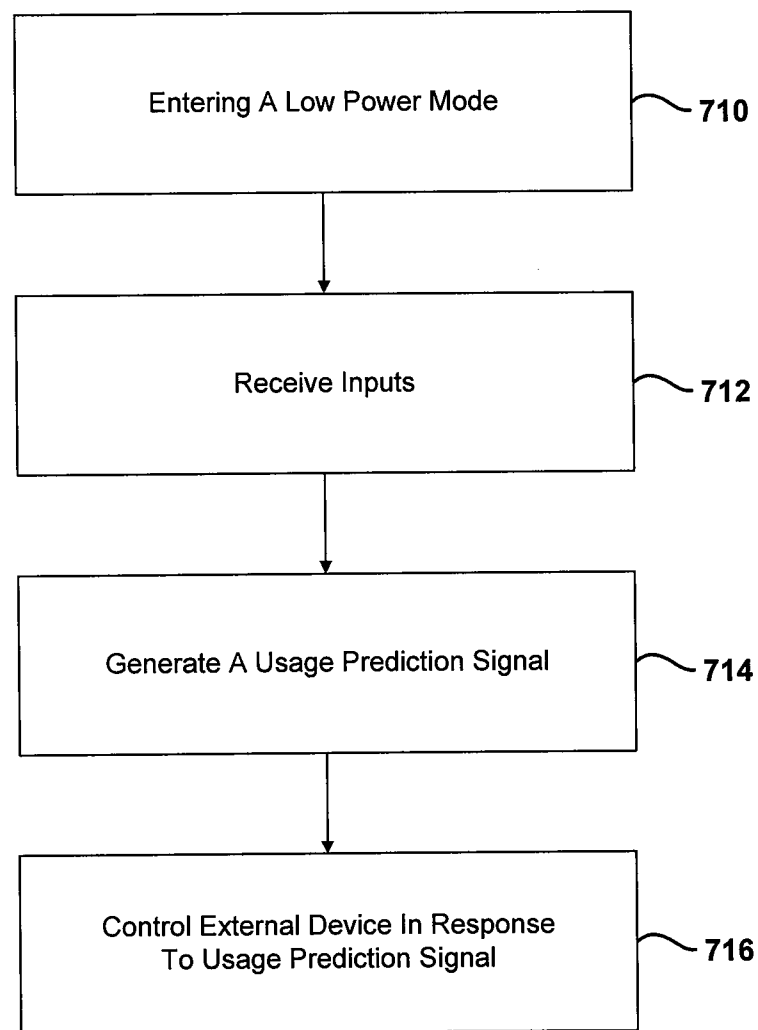 Entering A Low Power Mode
710
Receive Inputs
712
Generate A Usage Prediction Signal
714
Control External Device In Response
To Usage Prediction Signal
716